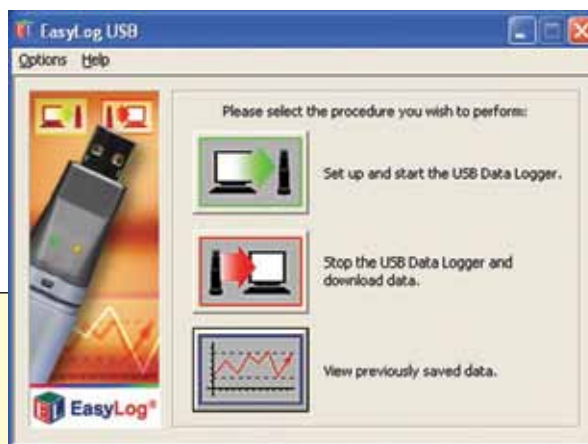 EasyLog USB
Options Help
Please select the procedure you wish to perform:
Set up and start the USB Data Logger.
Stop the USB Data Logger and
download data.
View previously saved data.
EasyLog®